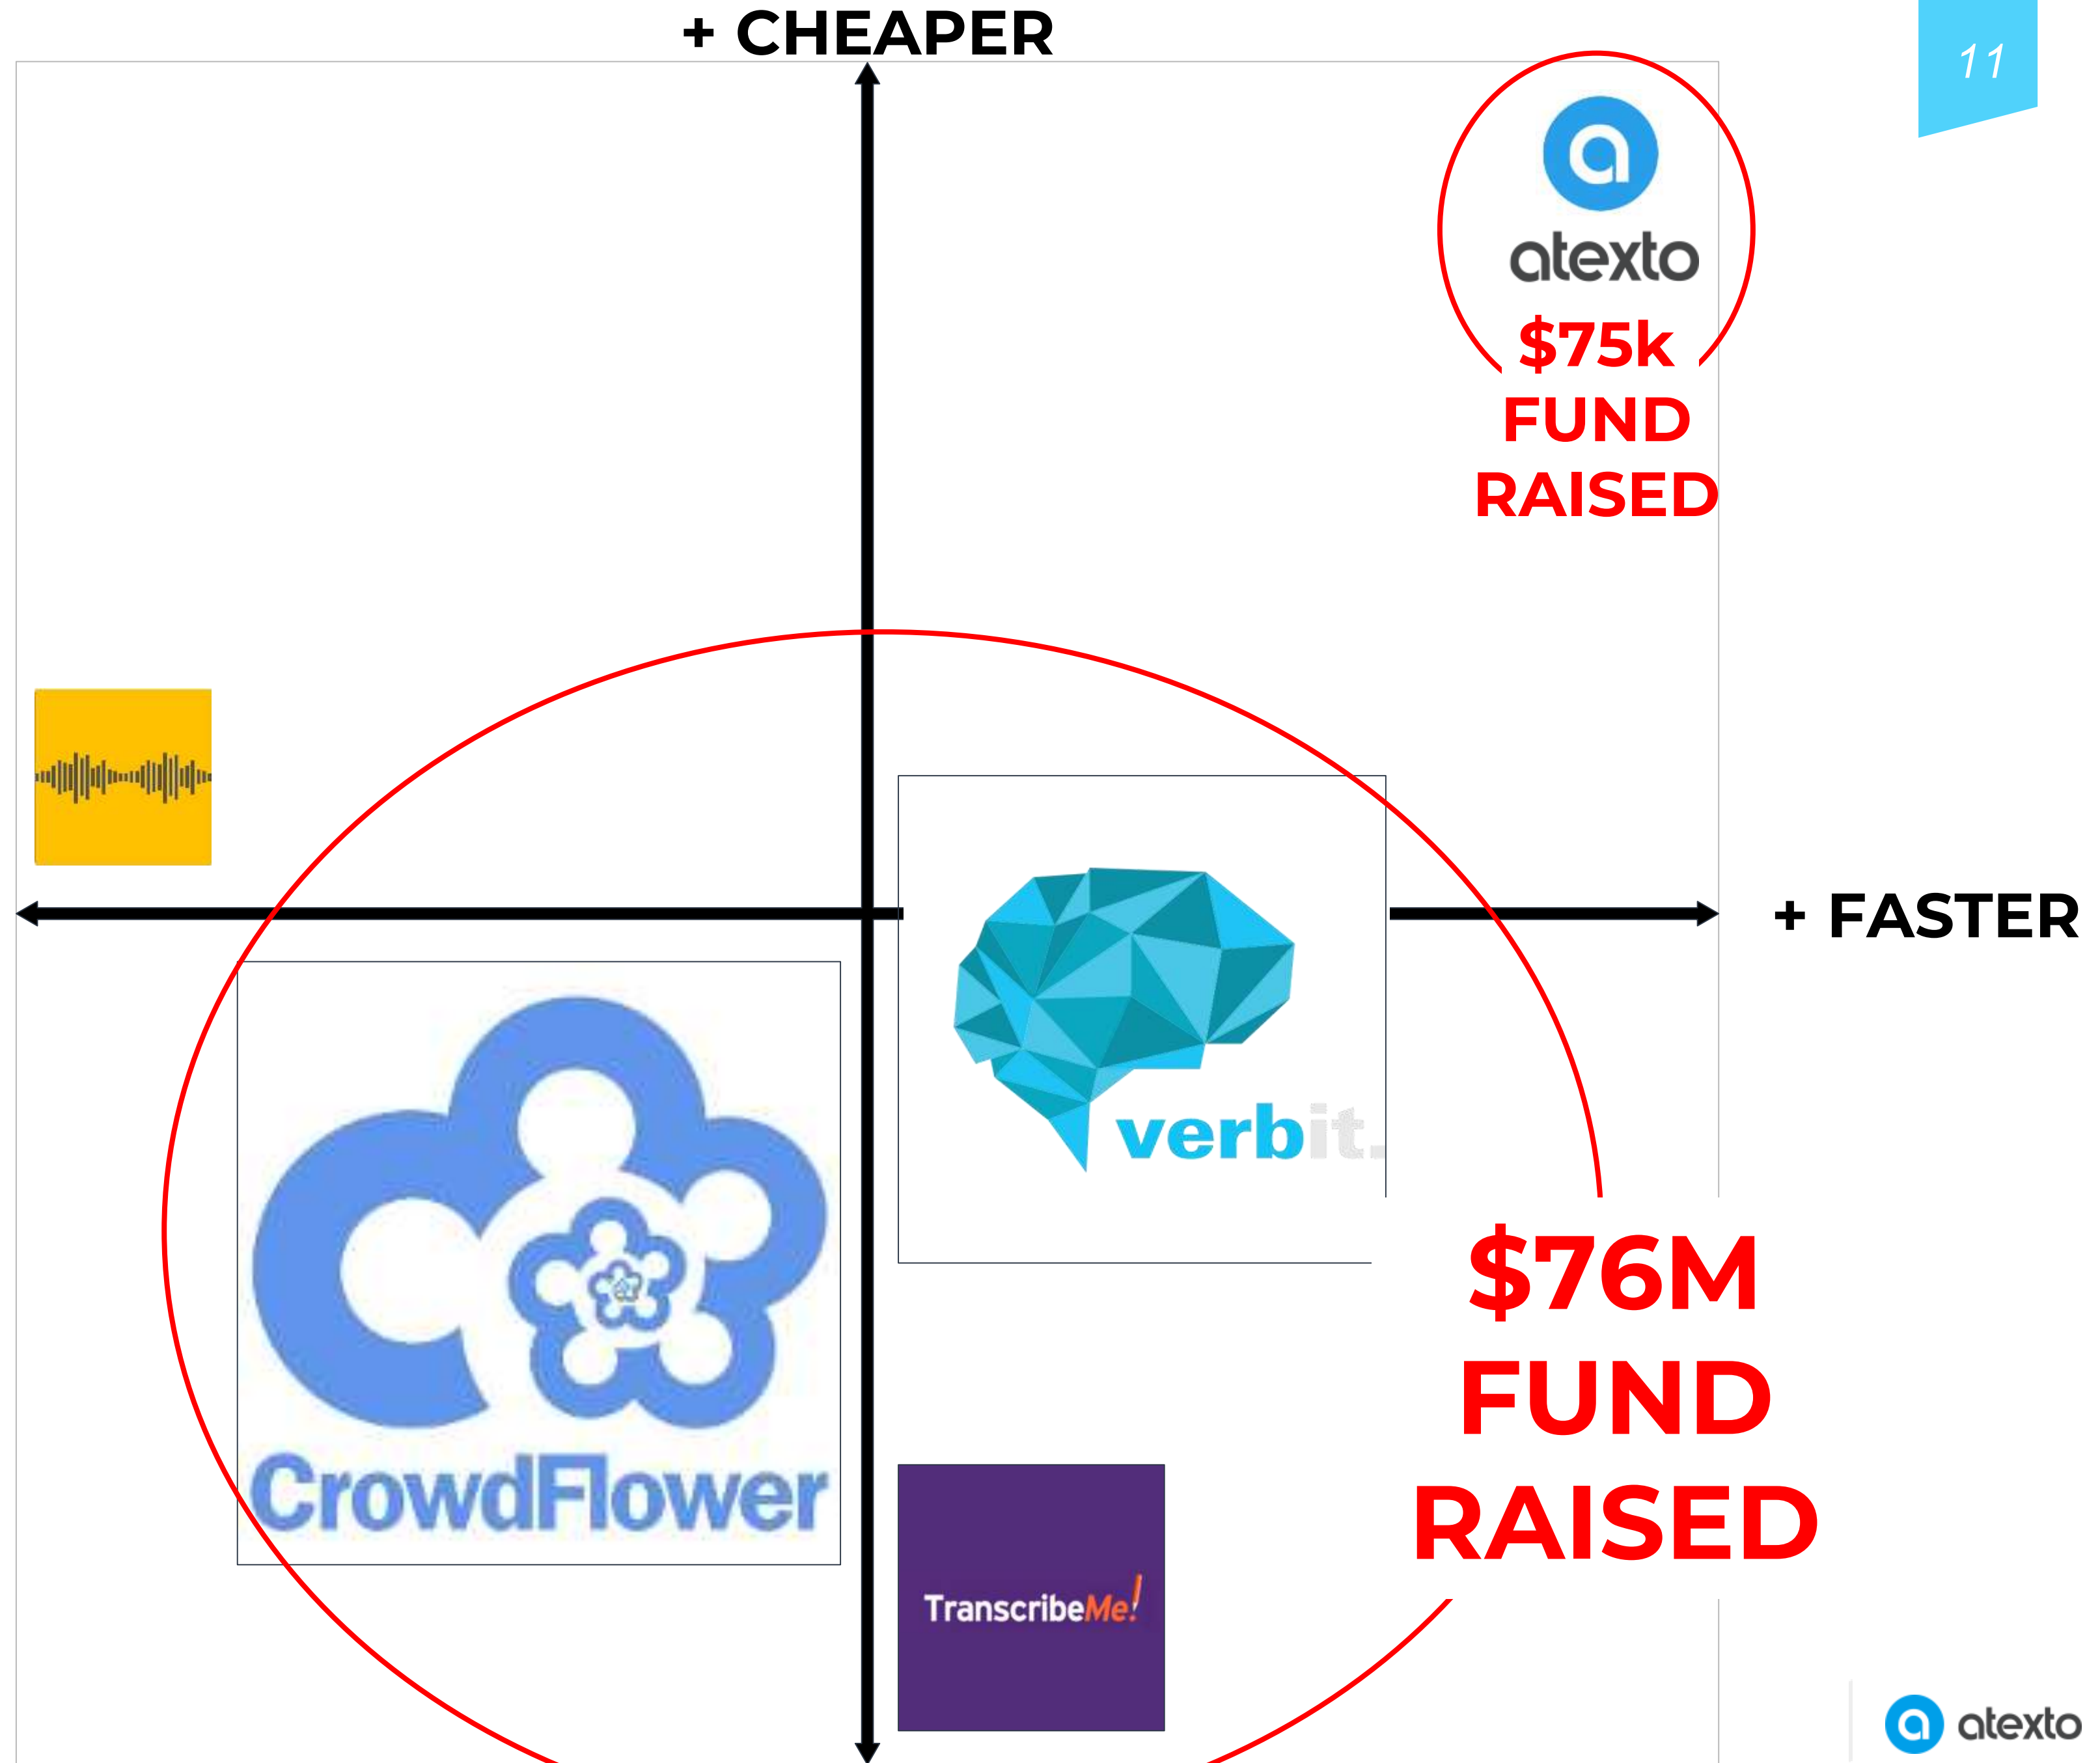 + CHEAPER
11
atexto
$75k
FUND
RAISED
+ FASTER
verbit.
$76M
FUND
RAISED
CrowdFlower
TranscribeMe!
atexto